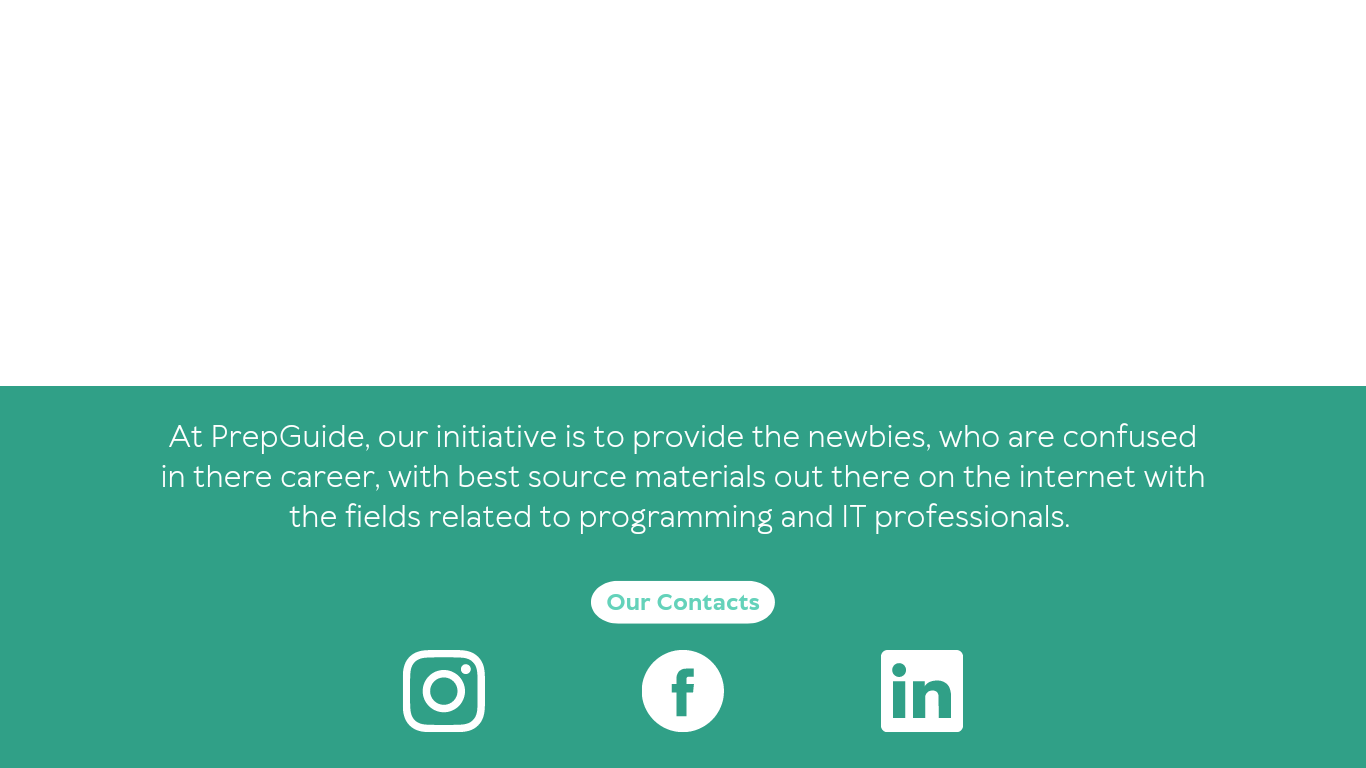 At PrepGuide, our initiative is to provide the newbies, who are confused
in there career, with best source materials out there on the internet with
the fields related to programming and IT professionals.
Our Contacts